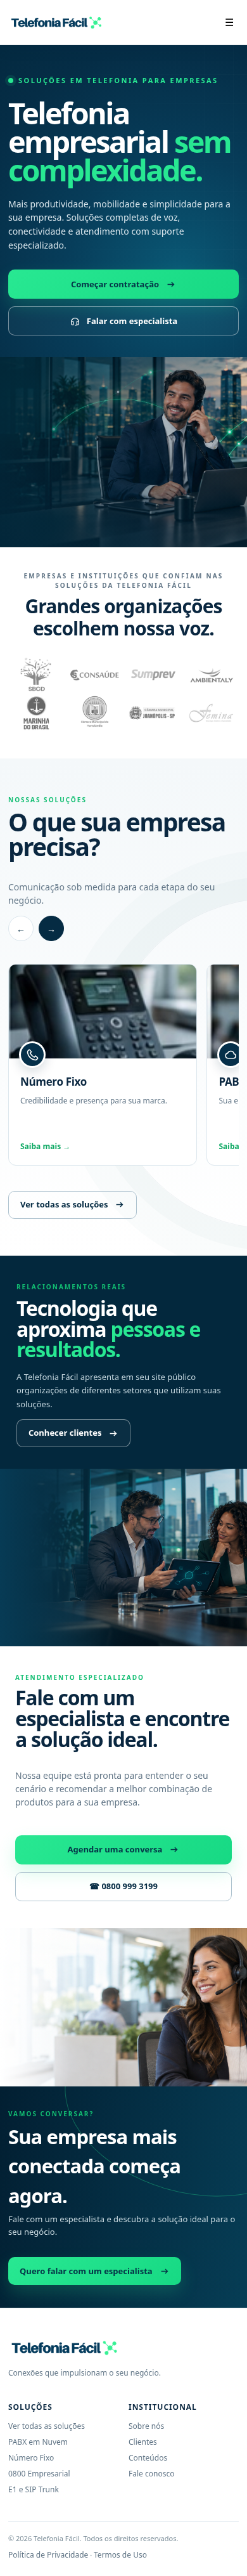 Telefonia Fácil
☰
SOLUÇÕES EM TELEFONIA PARA EMPRESAS
Telefonia
empresarial sem
complexidade.
Mais produtividade, mobilidade e simplicidade para a
sua empresa. Soluções completas de voz,
conectividade e atendimento com suporte
especializado.
Começar contratação →
Falar com especialista
EMPRESAS E INSTITUIÇÕES QUE CONFIAM NAS
SOLUÇÕES DA TELEFONIA FÁCIL
Grandes organizações
escolhem nossa voz.
SBCD
CONSAÚDE
Sumprev
AMBIENTALY
MARINHA
DO BRASIL
JOANÓPOLIS-SP
Femina
NOSSAS SOLUÇÕES
O que sua empresa
precisa?
Comunicação sob medida para cada etapa do seu
negócio.
← →
Número Fixo
Credibilidade e presença para sua marca.
Saiba mais →
PAB
Sua e
Saiba
Ver todas as soluções →
RELACIONAMENTOS REAIS
Tecnologia que
aproxima pessoas e
resultados.
A Telefonia Fácil apresenta em seu site público
organizações de diferentes setores que utilizam suas
soluções.
Conhecer clientes →
ATENDIMENTO ESPECIALIZADO
Fale com um
especialista e encontre
a solução ideal.
Nossa equipe está pronta para entender o seu
cenário e recomendar a melhor combinação de
produtos para a sua empresa.
Agendar uma conversa →
☎ 0800 999 3199
VAMOS CONVERSAR?
Sua empresa mais
conectada começa
agora.
Fale com um especialista e descubra a solução ideal para o
seu negócio.
Quero falar com um especialista →
Telefonia Fácil
Conexões que impulsionam o seu negócio.
SOLUÇÕES
Ver todas as soluções
PABX em Nuvem
Número Fixo
0800 Empresarial
E1 e SIP Trunk
INSTITUCIONAL
Sobre nós
Clientes
Conteúdos
Fale conosco
© 2026 Telefonia Fácil. Todos os direitos reservados.
Política de Privacidade · Termos de Uso